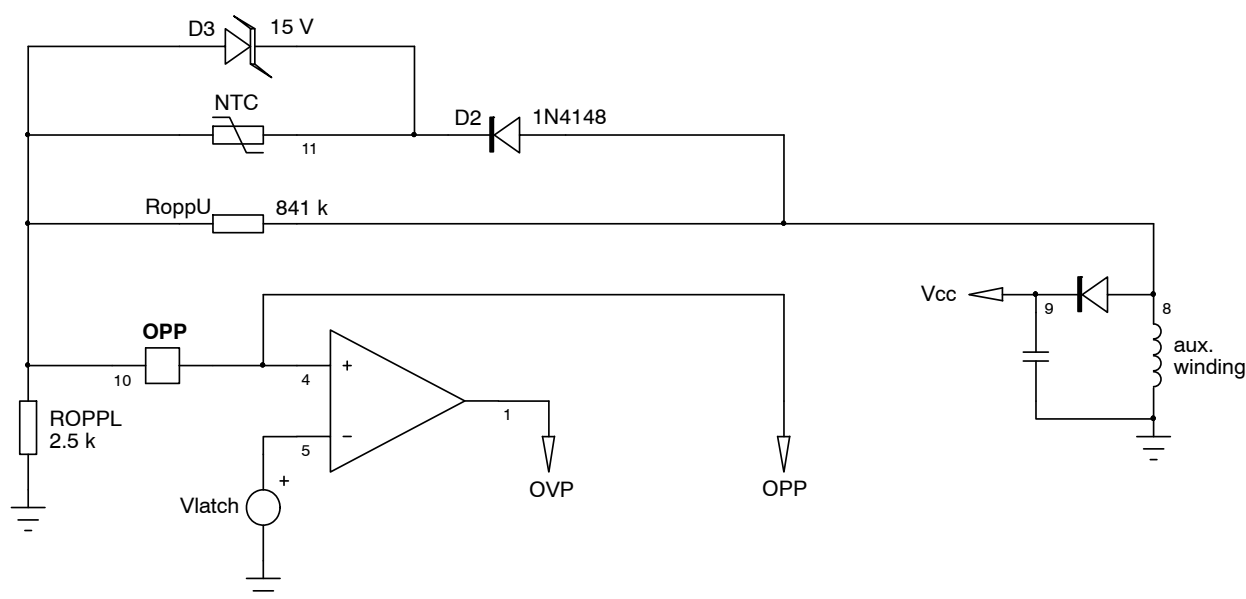 D3 15 V
NTC
11
D2 1N4148
RoppU 841 k
Vcc
9
8
aux.
winding
OPP
10
4
+
1
5
−
ROPPL
2.5 k
Vlatch
+
OVP
OPP